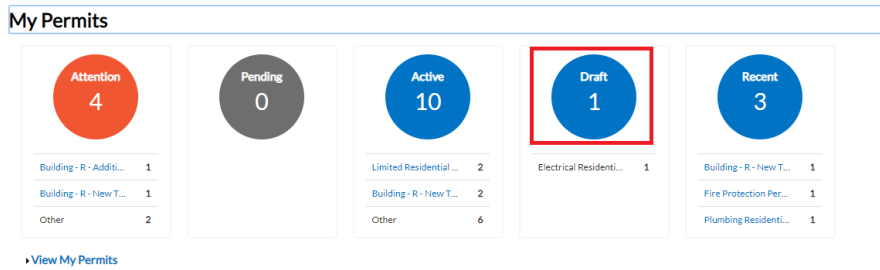 My Permits
Attention
4
Building - R - Additi... 1
Building - R - New T... 1
Other 2
Pending
0
Active
10
Limited Residential ... 2
Building - R - New T... 2
Other 6
Draft
1
Electrical Residenti... 1
Recent
3
Building - R - New T... 1
Fire Protection Per... 1
Plumbing Residenti... 1
View My Permits